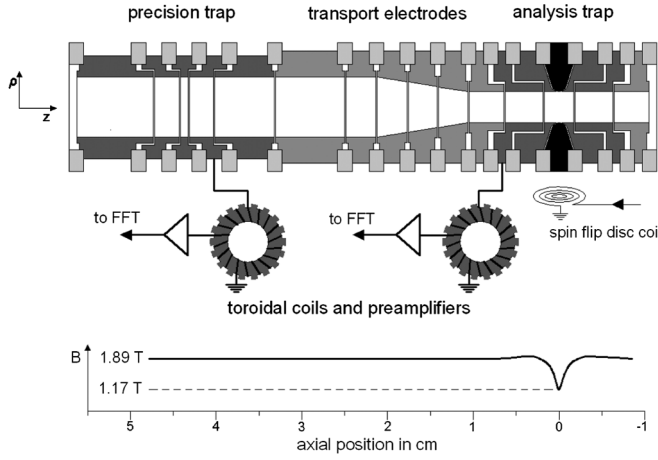 precision trap transport electrodes analysis trap
ρ
z
to FFT to FFT
spin flip disc coi
toroidal coils and preamplifiers
B 1.89 T
1.17 T
5 4 3 2 1 0 -1
axial position in cm